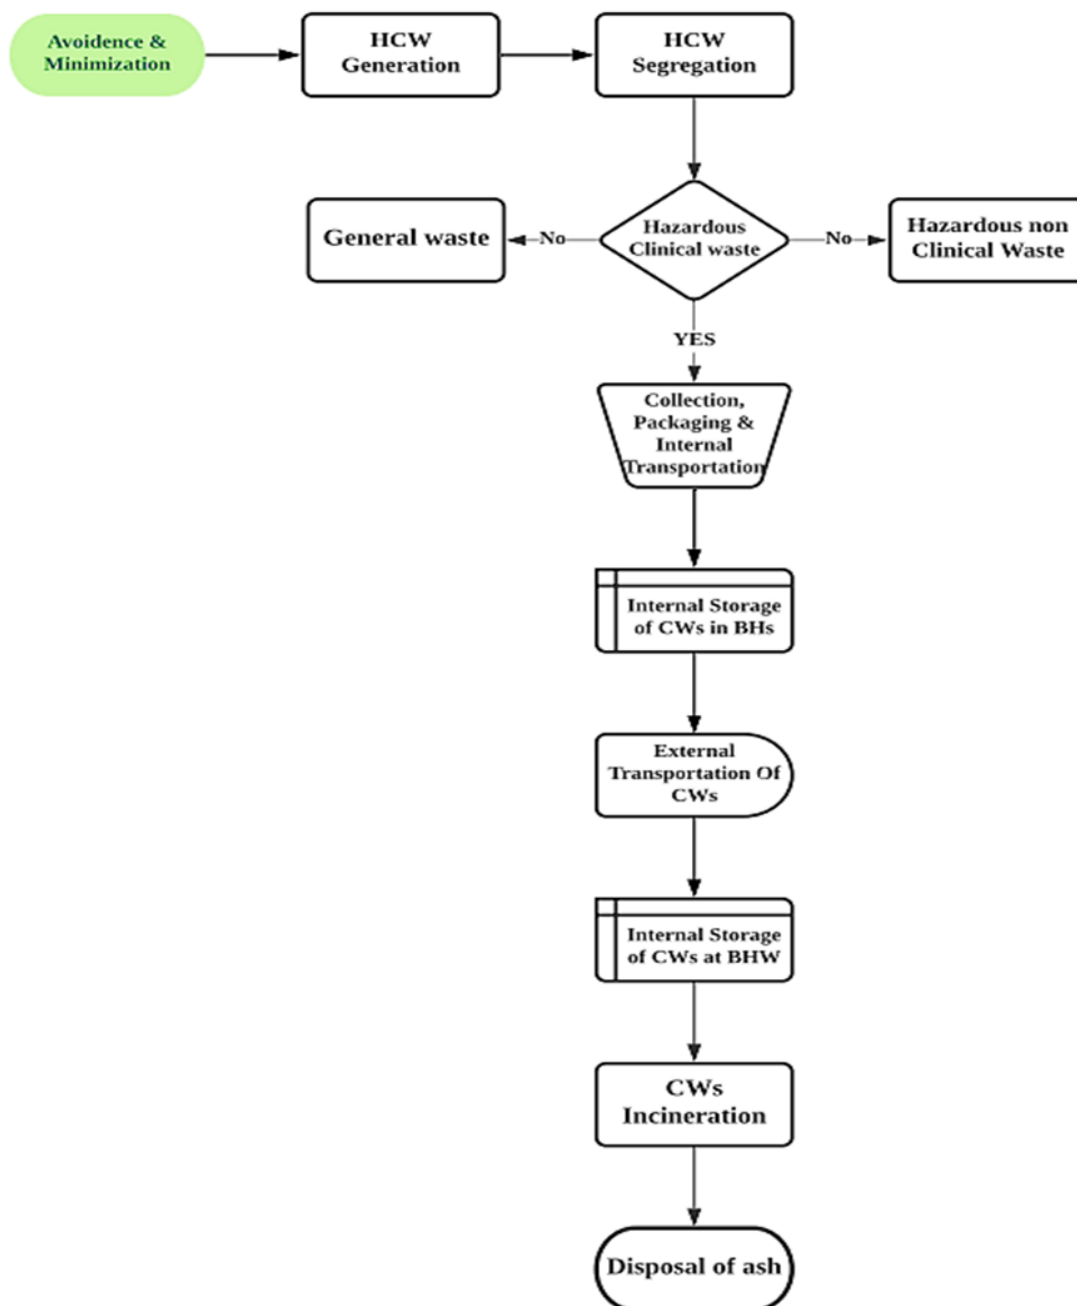 Avoidence &
Minimization
HCW
Generation
HCW
Segregation
General waste
No
Hazardous
Clinical waste
No
Hazardous non
Clinical Waste
YES
Collection,
Packaging &
Internal
Transportation
Internal Storage
of CWs in BHs
External
Transportation Of
CWs
Internal Storage
of CWs at BHW
CWs
Incineration
Disposal of ash